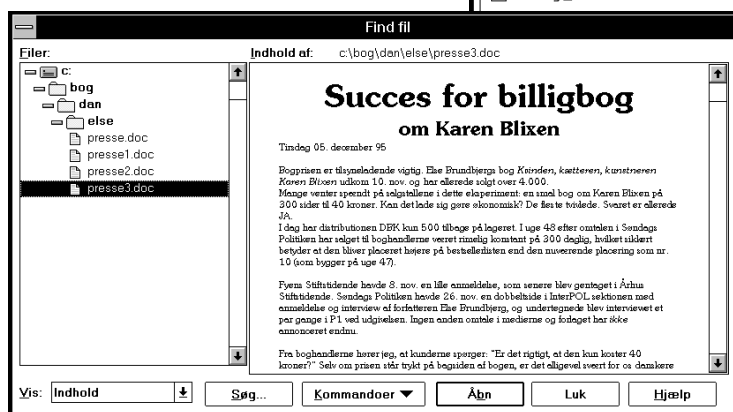 Find fil
Filer:
Indhold af: c:\bog\dan\else\presse3.doc
c:
bog
dan
else
presse.doc
presse1.doc
presse2.doc
presse3.doc
Succes for billigbog
om Karen Blixen
Tirsdag 05. december 95
Bogprisen er tilsyneladende vigtig. Else Brundbjergs bog Kvinden, kætteren, kunstneren
Karen Blixen udkom 10. nov. og har allerede solgt over 4.000.
Mange venter spændt på salgstallene i dette eksperiment: en smal bog om Karen Blixen på
300 sider til 40 kroner. Kan det lade sig gøre økonomisk? De fleste tvivlede. Svaret er allerede
JA.
I dag har distributionen DBK kun 500 tilbage på lageret. I uge 48 efter omtalen i Søndags
Politiken har salget til boghandlerne været rimelig konstant på 300 daglig, hvilket sikkert
betyder at den bliver placeret højere på bestsellerlisten end den nuværende placering som nr.
10 (som bygger på uge 47).
Fyens Stiftstidende havde 8. nov. en lille anmeldelse, som senere blev gentaget i Århus
Stiftstidende. Søndags Politiken havde 26. nov. en dobbeltside i InterPOL sektionen med
anmeldelse og interview af forfatteren Else Brundbjerg, og undertegnede blev interviewet et
par gange i P1 ved udgivelsen. Ingen anden omtale i medierne og forlaget har ikke
annonceret endnu.
Fra boghandlerne hører jeg, at kunderne spørger: "Er det rigtigt, at den kun koster 40
kroner?" Selv om prisen står trykt på bagsiden af bogen, er det alligevel svært for os danskere
Vis: Indhold
Søg...
Kommandoer
Åbn
Luk
Hjælp